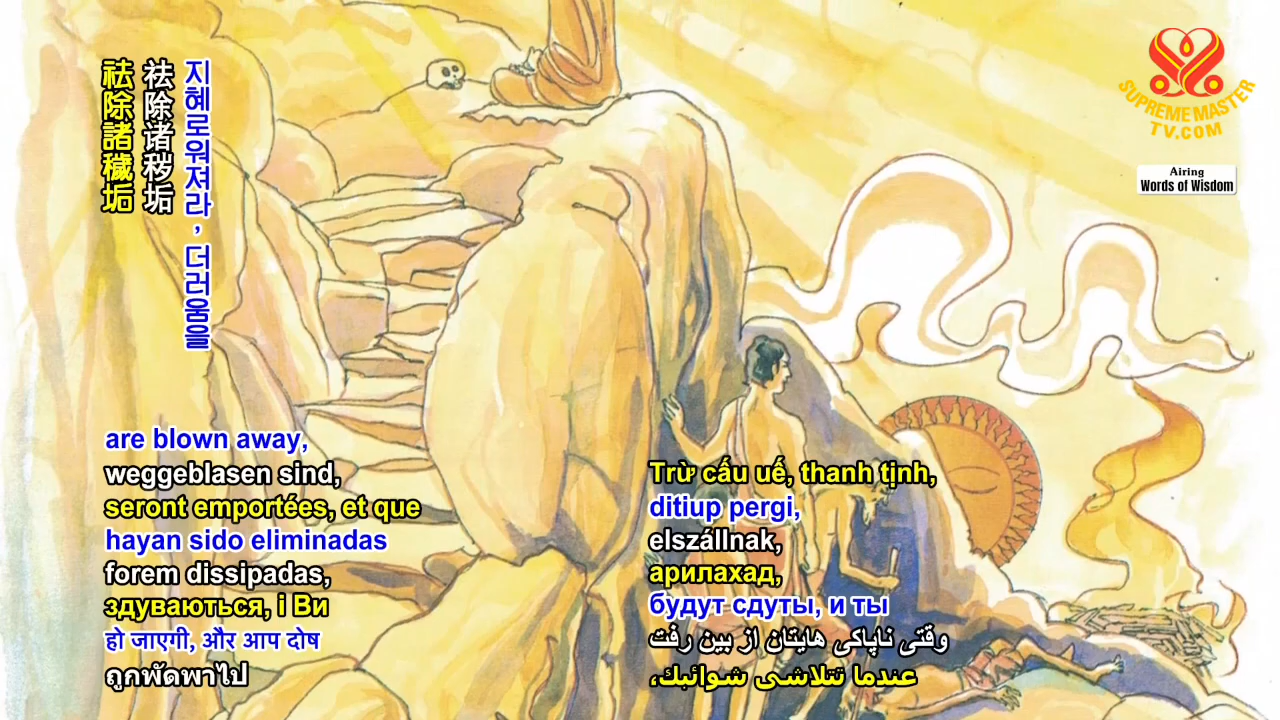 祛除諸穢垢
祛除诸秽垢
지혜로워져라, 더러움을
are blown away,
weggeblasen sind,
seront emportées, et que
hayan sido eliminadas
forem dissipadas,
здуваються, і Ви
हो जाएगी, और आप दोष
ถูกพัดพาไป
Trừ cấu uế, thanh tịnh,
ditiup pergi,
elszállnak,
арилахад,
будут сдуты, и ты
وقتی ناپاکی هایتان از بین رفت
عندما تتلاشى شوائبك،
SUPREME MASTER
TV.COM
Airing
Words of Wisdom